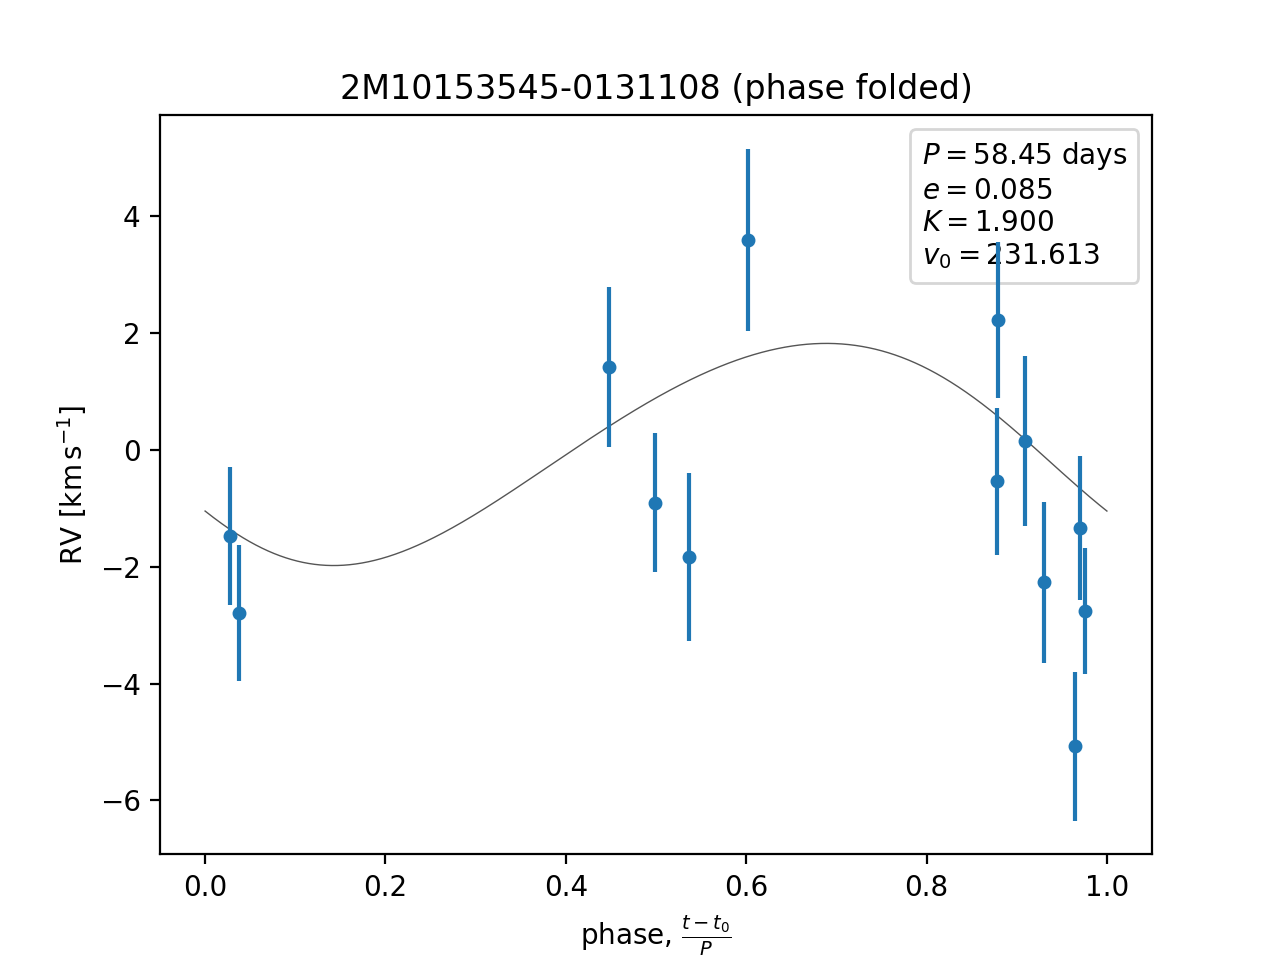 2M10153545-0131108 (phase folded)
P = 58.45 days
e = 0.085
K = 1.900
v₀ = 231.613
RV [km s⁻¹]
4
2
0
−2
−4
−6
0.0 0.2 0.4 0.6 0.8 1.0
phase, (t − t₀)/P